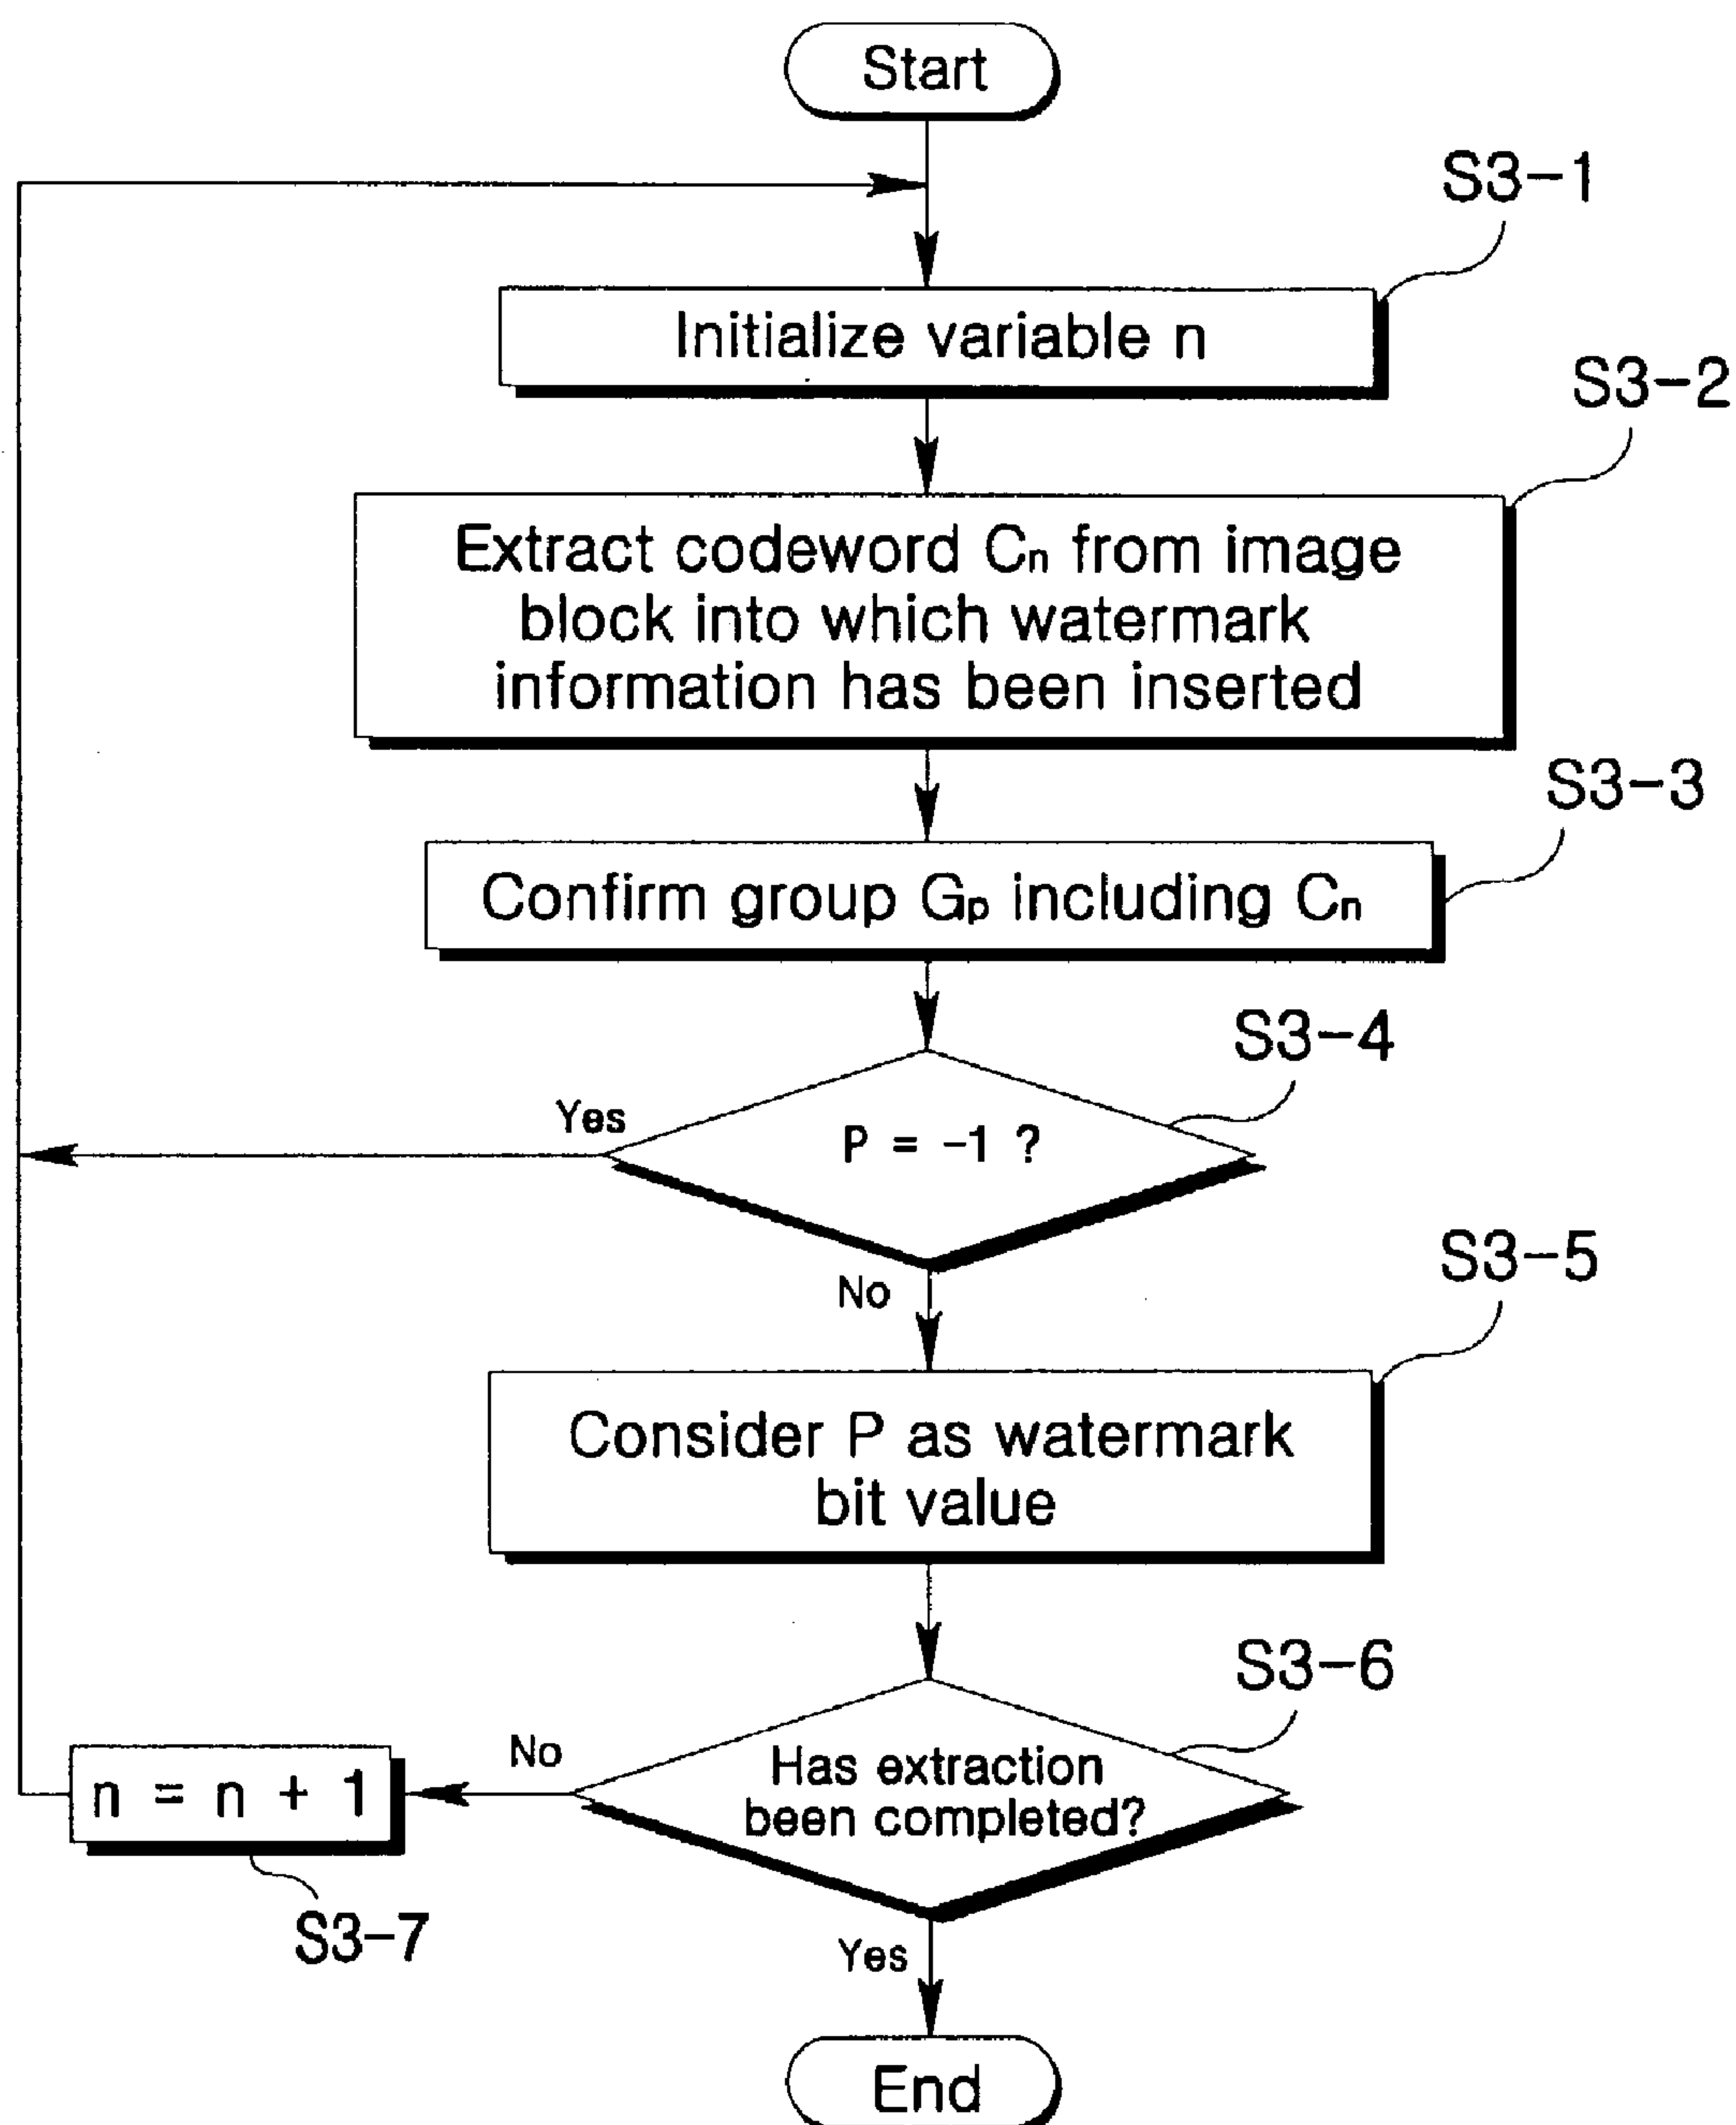 Start
S3-1
Initialize variable n
S3-2
Extract codeword Cn from image
block into which watermark
information has been inserted
S3-3
Confirm group Gp including Cn
S3-4
Yes
P = -1 ?
No
S3-5
Consider P as watermark
bit value
S3-6
No
Has extraction
been completed?
n = n + 1
S3-7
Yes
End